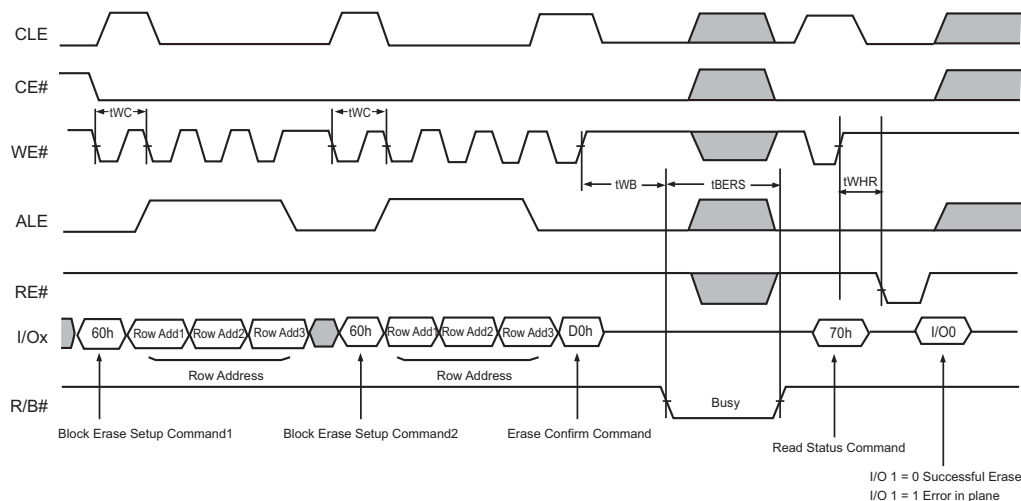 CLE
CE#
tWC
tWC
WE#
tWB
tBERS
tWHR
ALE
RE#
I/Ox
60h
Row Add1
Row Add2
Row Add3
60h
Row Add1
Row Add2
Row Add3
D0h
70h
I/O0
Row Address
Row Address
R/B#
Busy
Block Erase Setup Command1
Block Erase Setup Command2
Erase Confirm Command
Read Status Command
I/O 1 = 0 Successful Erase
I/O 1 = 1 Error in plane